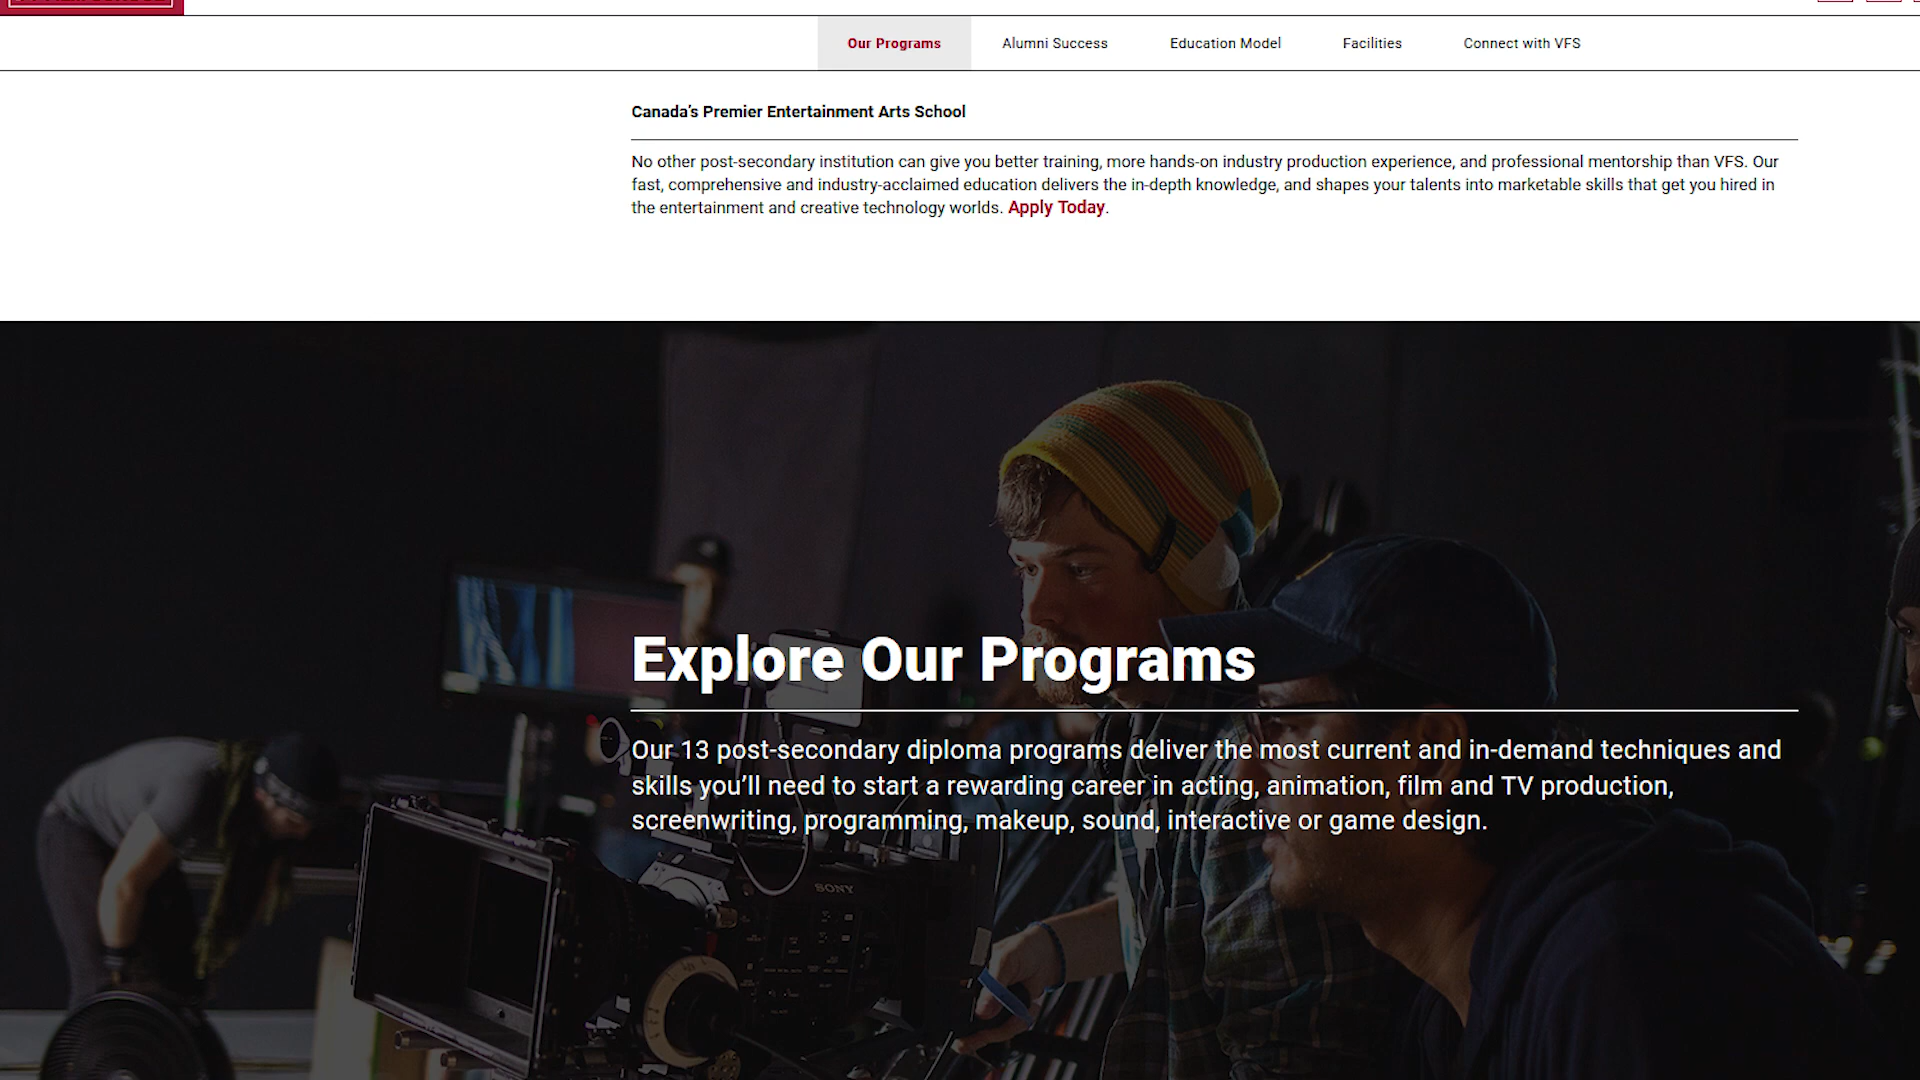 Our Programs
Alumni Success
Education Model
Facilities
Connect with VFS
Canada's Premier Entertainment Arts School
No other post-secondary institution can give you better training, more hands-on industry production experience, and professional mentorship than VFS. Our
fast, comprehensive and industry-acclaimed education delivers the in-depth knowledge, and shapes your talents into marketable skills that get you hired in
the entertainment and creative technology worlds. Apply Today.
Explore Our Programs
Our 13 post-secondary diploma programs deliver the most current and in-demand techniques and
skills you’ll need to start a rewarding career in acting, animation, film and TV production,
screenwriting, programming, makeup, sound, interactive or game design.
SONY